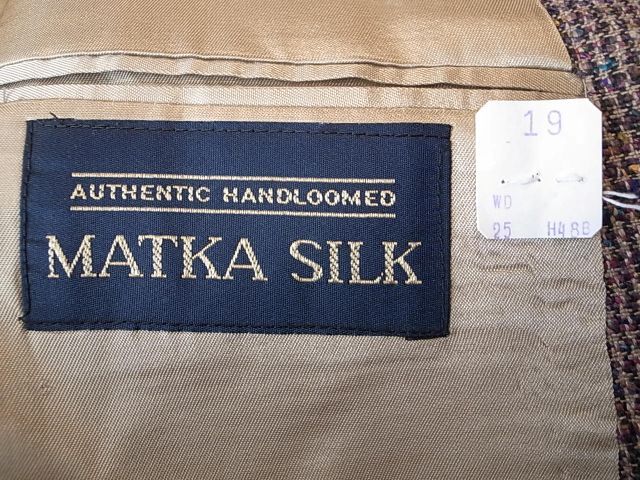 AUTHENTIC HANDLOOMED
MATKA SILK
19
WD
25 H48B